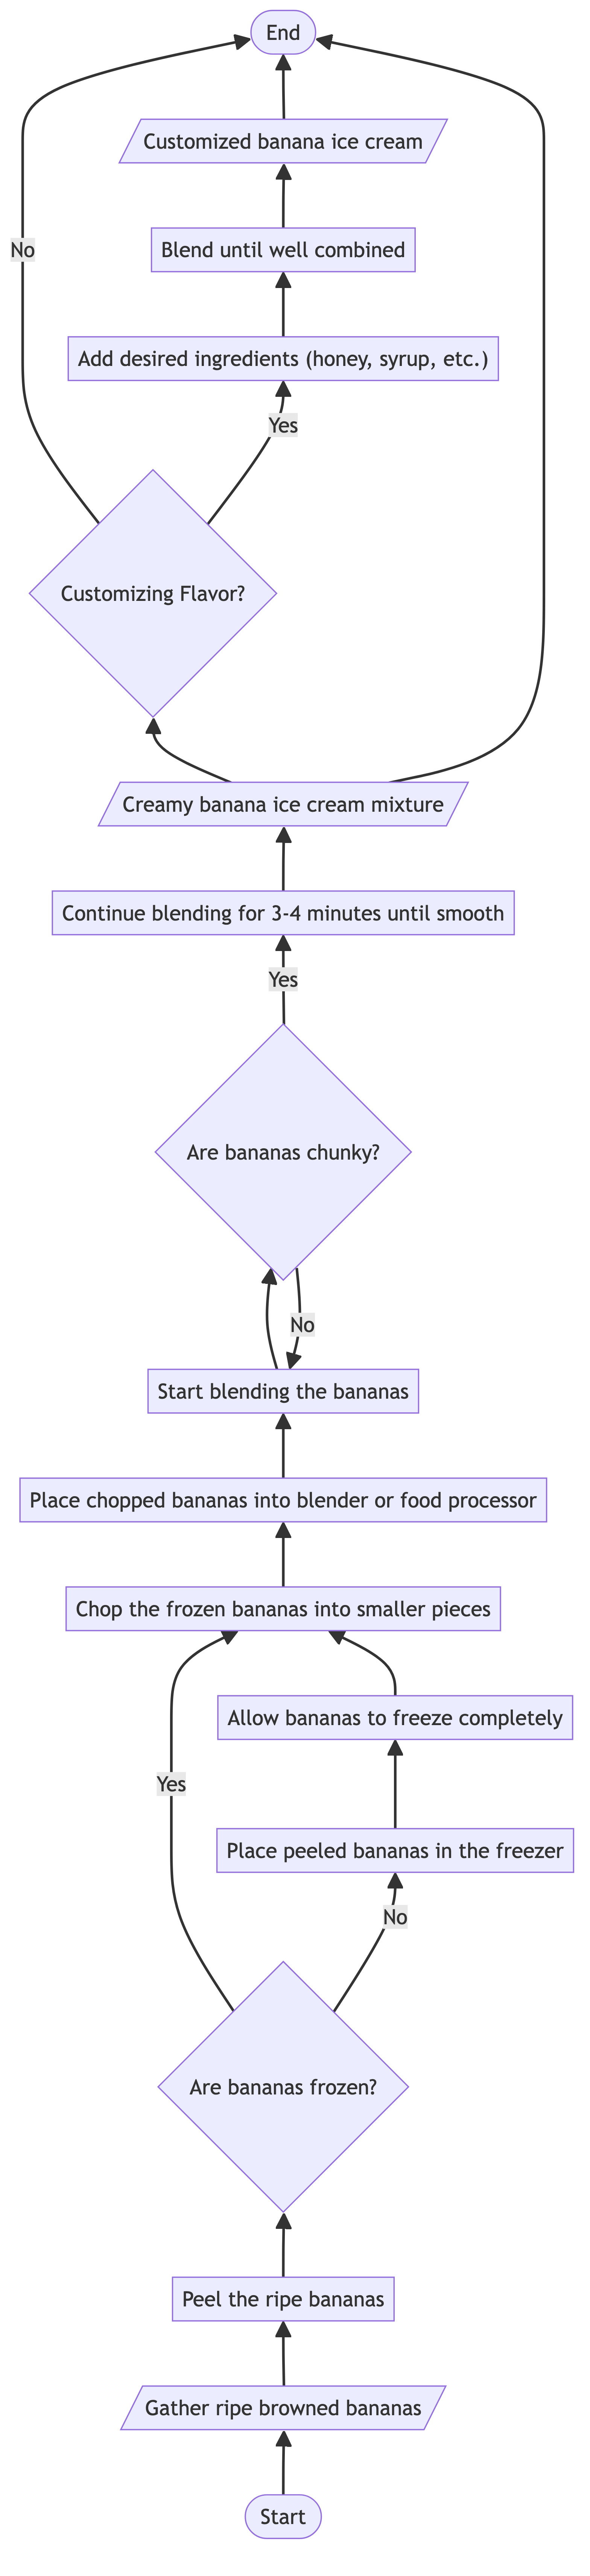 End
Customized banana ice cream
No
Blend until well combined
Add desired ingredients (honey, syrup, etc.)
Yes
Customizing Flavor?
Creamy banana ice cream mixture
Continue blending for 3-4 minutes until smooth
Yes
Are bananas chunky?
No
Start blending the bananas
Place chopped bananas into blender or food processor
Chop the frozen bananas into smaller pieces
Allow bananas to freeze completely
Yes
Place peeled bananas in the freezer
No
Are bananas frozen?
Peel the ripe bananas
Gather ripe browned bananas
Start